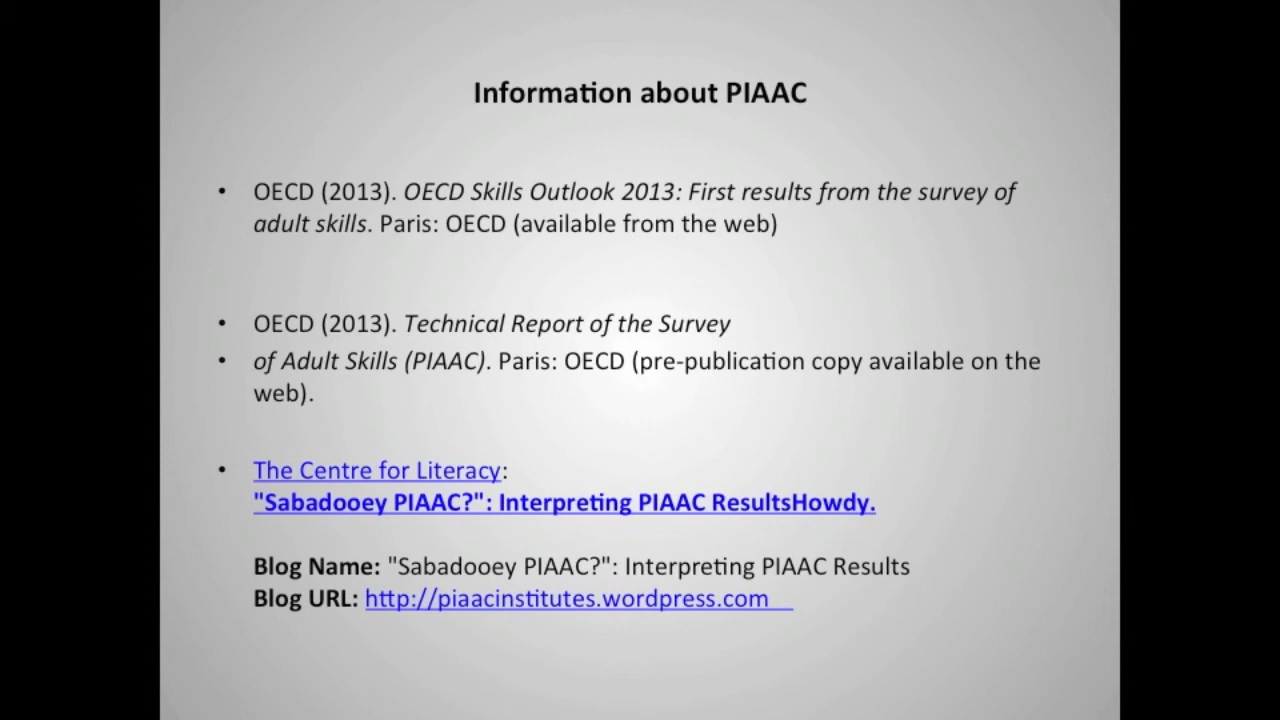 Information about PIAAC
• OECD (2013). OECD Skills Outlook 2013: First results from the survey of
adult skills. Paris: OECD (available from the web)
• OECD (2013). Technical Report of the Survey
• of Adult Skills (PIAAC). Paris: OECD (pre-publication copy available on the
web).
• The Centre for Literacy:
"Sabadooey PIAAC?": Interpreting PIAAC ResultsHowdy.
Blog Name: "Sabadooey PIAAC?": Interpreting PIAAC Results
Blog URL: http://piaacinstitutes.wordpress.com